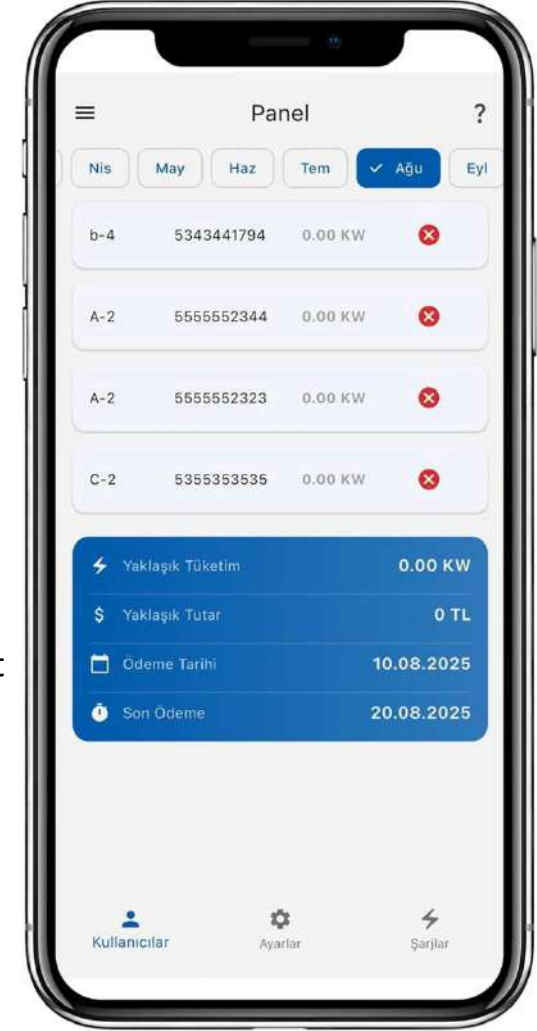 Panel ?
Nis May Haz Tem Ağu Eyl
b-4 5343441794 0.00 KW
A-2 5555552344 0.00 KW
A-2 5555552323 0.00 KW
C-2 5355353535 0.00 KW
Yaklaşık Tüketim 0.00 KW
$ Yaklaşık Tutar 0 TL
Ödeme Tarihi 10.08.2025
Son Ödeme 20.08.2025
t
Kullanıcılar Ayarlar Şarjlar